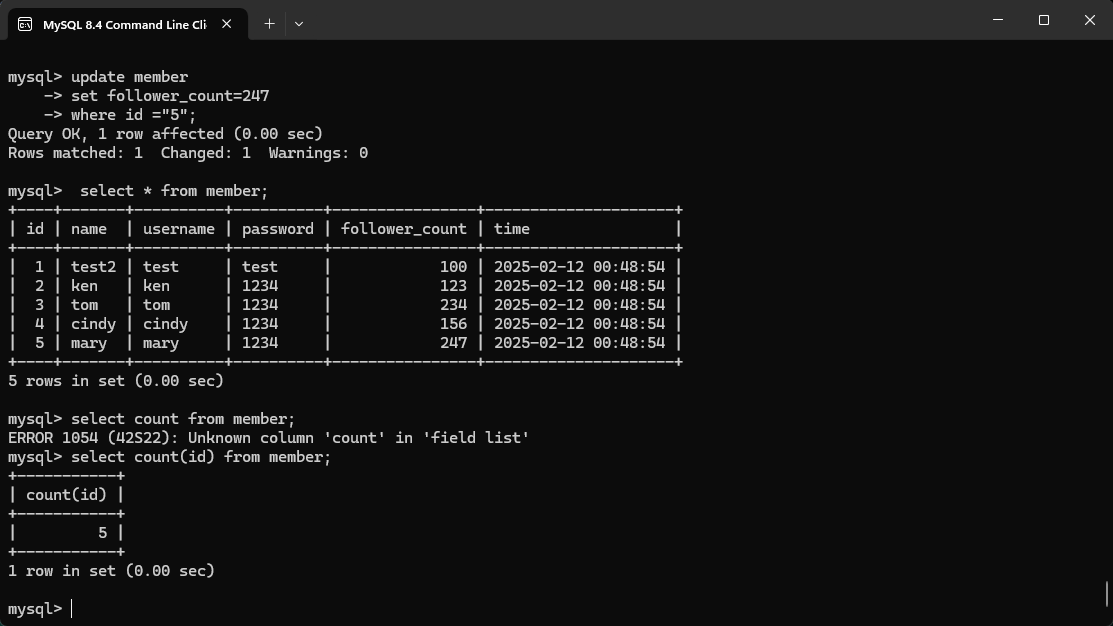 MySQL 8.4 Command Line Cli
mysql> update member
    -> set follower_count=247
    -> where id ="5";
Query OK, 1 row affected (0.00 sec)
Rows matched: 1  Changed: 1  Warnings: 0
mysql>  select * from member;
+----+-------+----------+----------+----------------+---------------------+
| id | name  | username | password | follower_count | time                |
+----+-------+----------+----------+----------------+---------------------+
|  1 | test2 | test     | test     |            100 | 2025-02-12 00:48:54 |
|  2 | ken   | ken      | 1234     |            123 | 2025-02-12 00:48:54 |
|  3 | tom   | tom      | 1234     |            234 | 2025-02-12 00:48:54 |
|  4 | cindy | cindy    | 1234     |            156 | 2025-02-12 00:48:54 |
|  5 | mary  | mary     | 1234     |            247 | 2025-02-12 00:48:54 |
+----+-------+----------+----------+----------------+---------------------+
5 rows in set (0.00 sec)
mysql> select count from member;
ERROR 1054 (42S22): Unknown column 'count' in 'field list'
mysql> select count(id) from member;
+-----------+
| count(id) |
+-----------+
|         5 |
+-----------+
1 row in set (0.00 sec)
mysql>